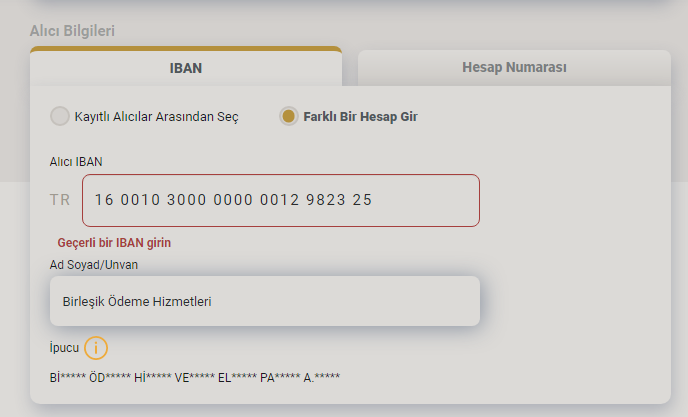 Alıcı Bilgileri
IBAN
Hesap Numarası
Kayıtlı Alıcılar Arasından Seç
Farklı Bir Hesap Gir
Alıcı IBAN
TR 16 0010 3000 0000 0012 9823 25
Geçerli bir IBAN girin
Ad Soyad/Unvan
Birleşik Ödeme Hizmetleri
İpucu i
Bİ***** ÖD***** Hİ***** VE***** EL***** PA***** A.*****